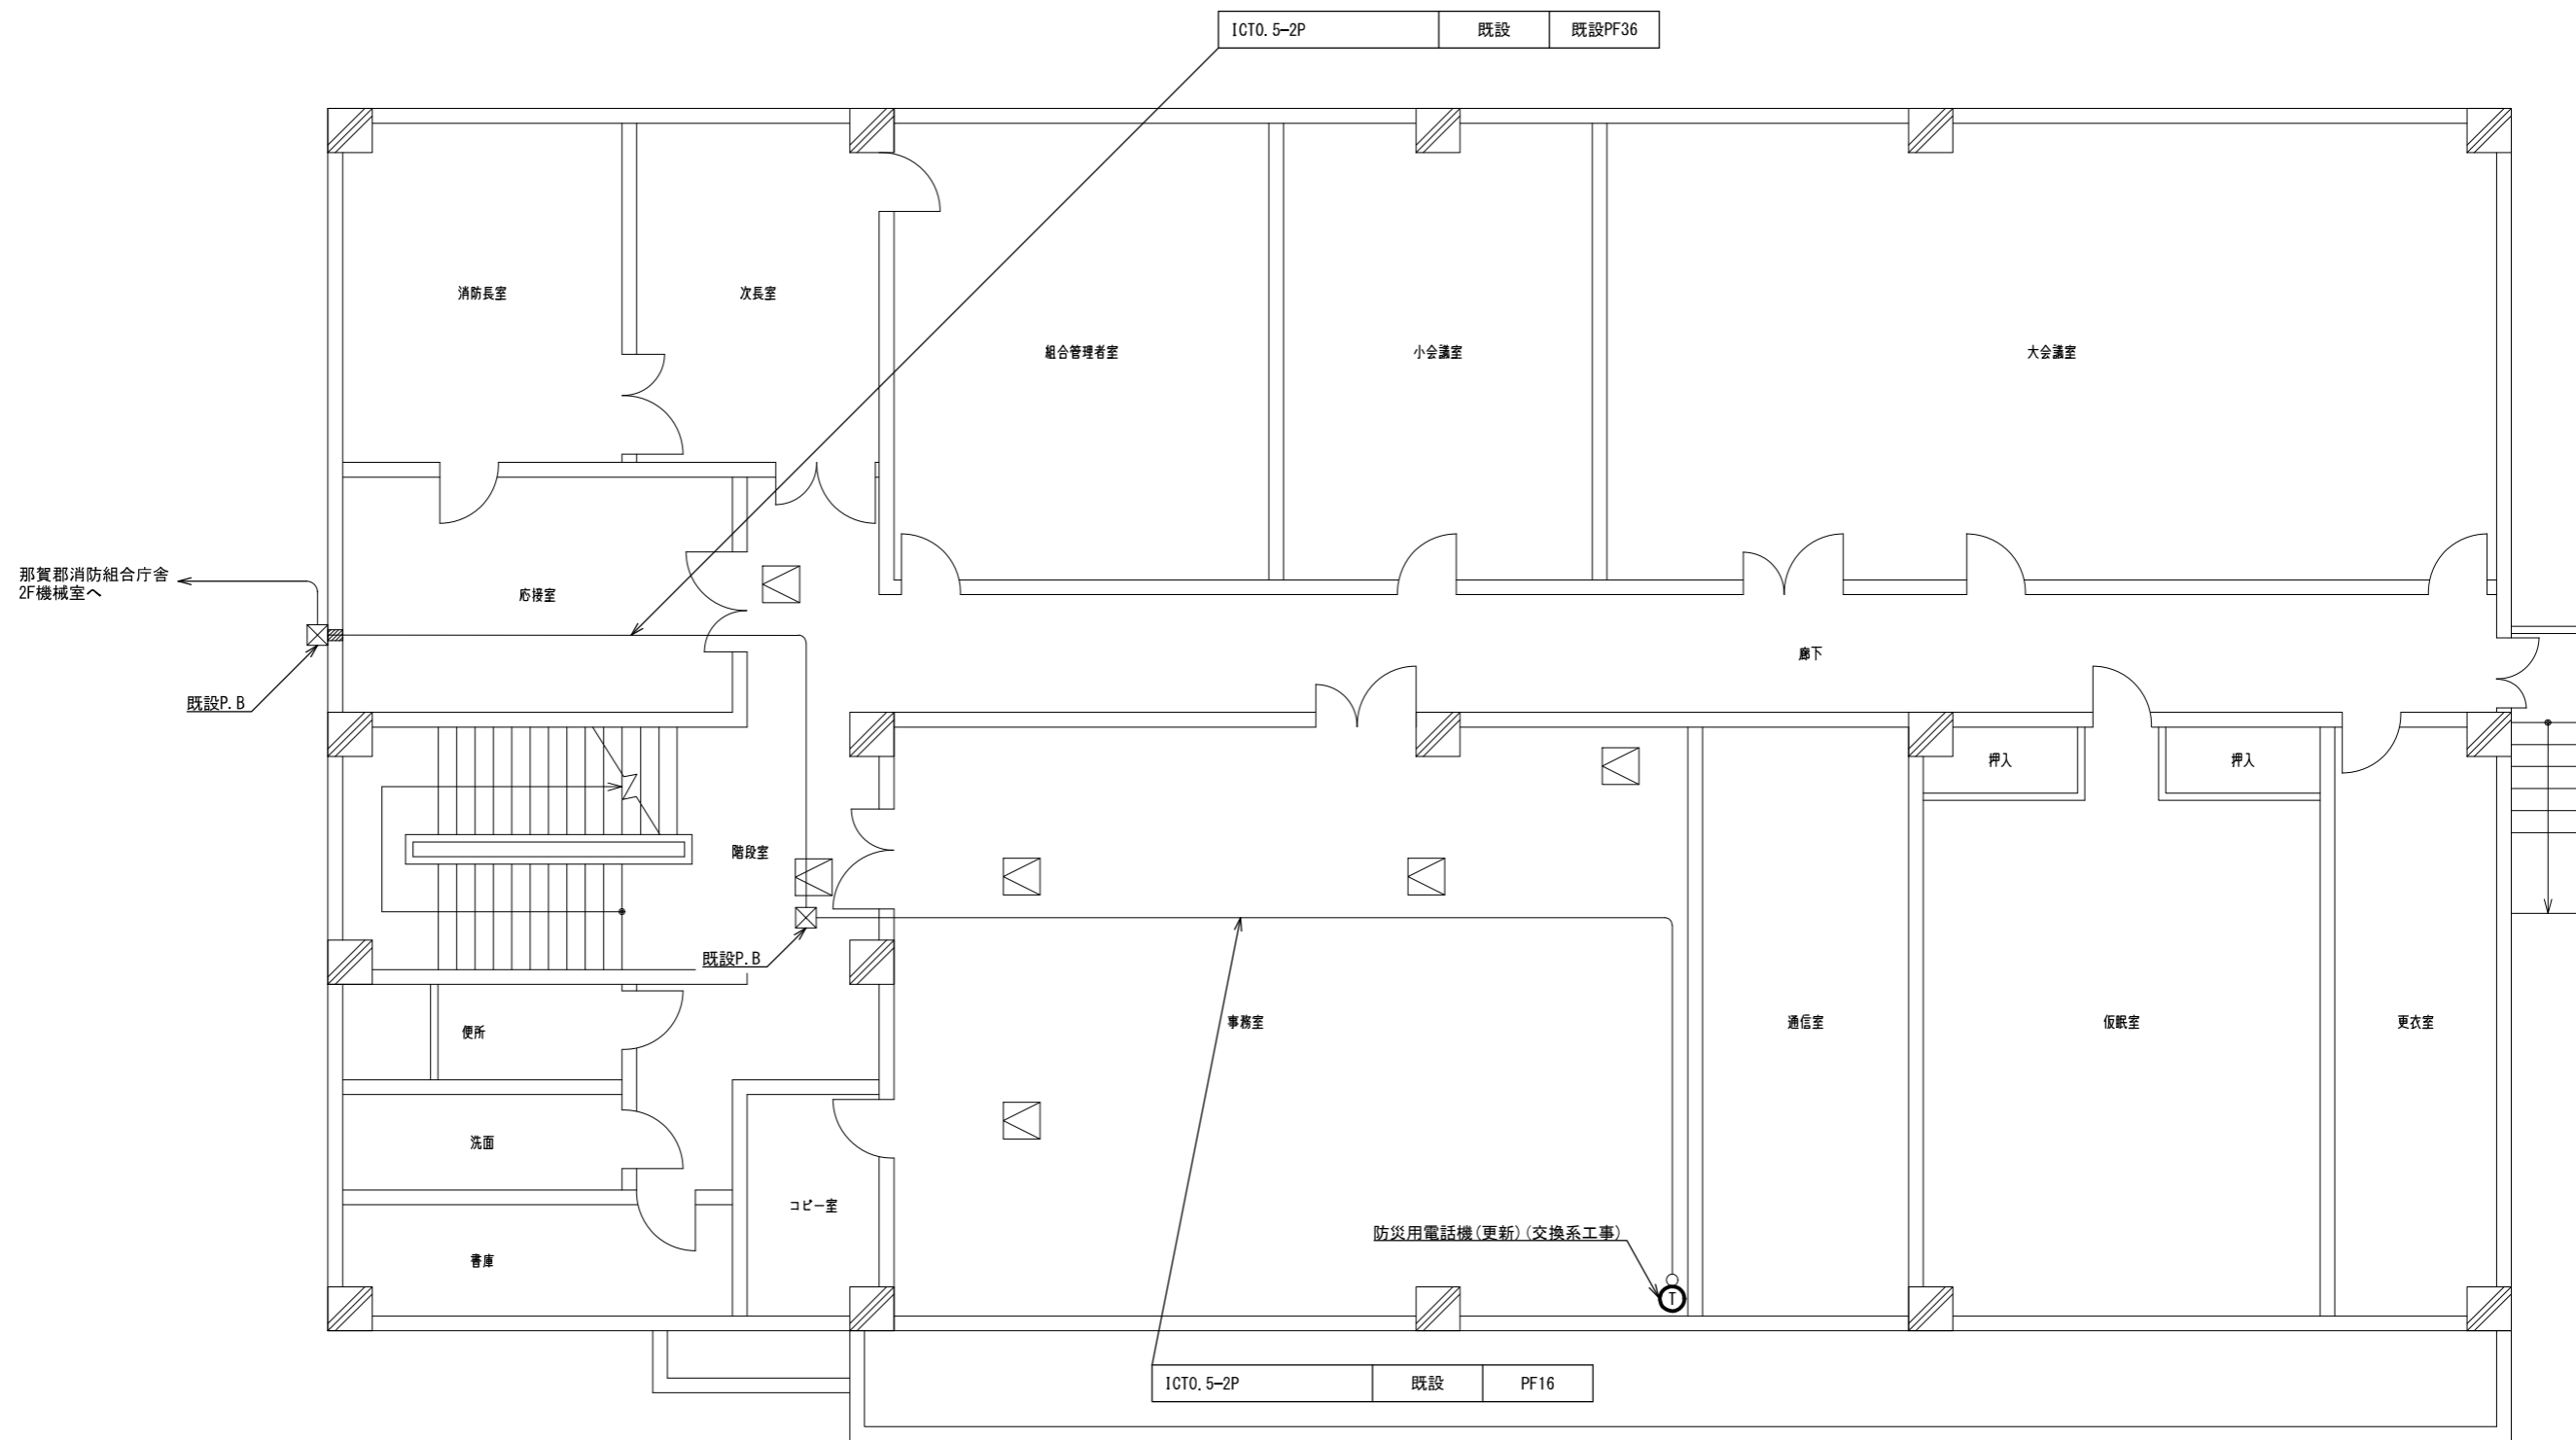 ICT0.5-2P 既設 既設PF36
消防長室
次長室
組合管理者室
小会議室
大会議室
那賀郡消防組合庁舎
2F機械室へ
応接室
廊下
既設P.B
押入
押入
階段室
既設P.B
便所
事務室
通信室
仮眠室
更衣室
洗面
コピー室
防災用電話機(更新)(交換系工事)
書庫
T
ICT0.5-2P 既設 PF16